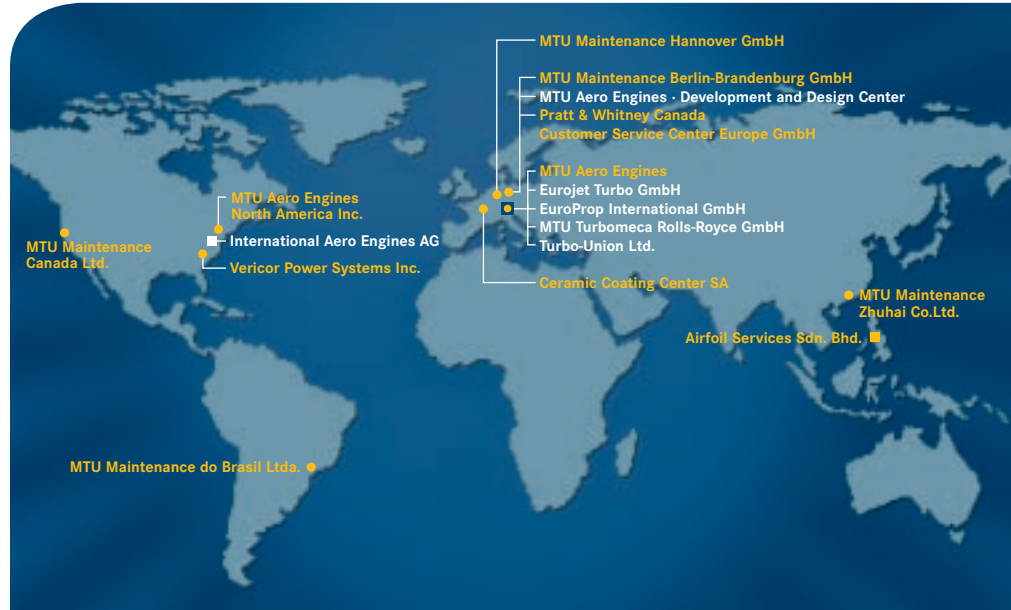 MTU Maintenance Hannover GmbH
MTU Maintenance Berlin-Brandenburg GmbH
MTU Aero Engines · Development and Design Center
Pratt & Whitney Canada
Customer Service Center Europe GmbH
MTU Aero Engines
Eurojet Turbo GmbH
EuroProp International GmbH
MTU Turbomeca Rolls-Royce GmbH
Turbo-Union Ltd.
Ceramic Coating Center SA
MTU Aero Engines
North America Inc.
International Aero Engines AG
Vericor Power Systems Inc.
MTU Maintenance
Canada Ltd.
MTU Maintenance
Zhuhai Co.Ltd.
Airfoil Services Sdn. Bhd.
MTU Maintenance do Brasil Ltda.